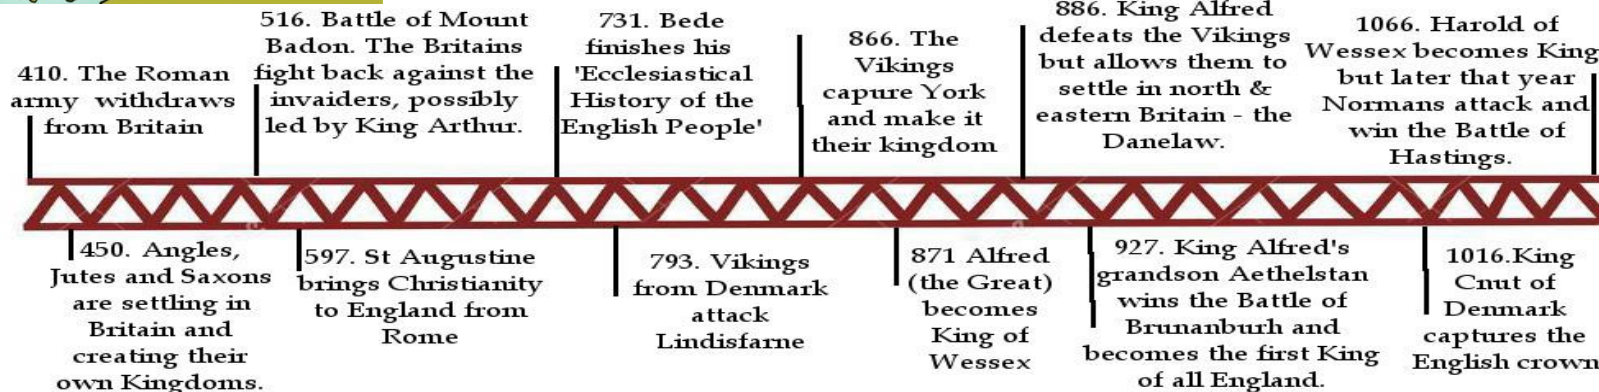 410. The Roman
army withdraws
from Britain
450. Angles,
Jutes and Saxons
are settling in
Britain and
creating their
own Kingdoms.
516. Battle of Mount
Badon. The Britains
fight back against the
invaiders, possibly
led by King Arthur.
597. St Augustine
brings Christianity
to England from
Rome
731. Bede
finishes his
'Ecclesiastical
History of the
English People'
793. Vikings
from Denmark
attack
Lindisfarne
866. The
Vikings
capure York
and make it
their kingdom
871 Alfred
(the Great)
becomes
King of
Wessex
886. King Alfred
defeats the Vikings
but allows them to
settle in north &
eastern Britain - the
Danelaw.
927. King Alfred's
grandson Aethelstan
wins the Battle of
Brunanburh and
becomes the first King
of all England.
1016.King
Cnut of
Denmark
captures the
English crown
1066. Harold of
Wessex becomes King
but later that year
Normans attack and
win the Battle of
Hastings.